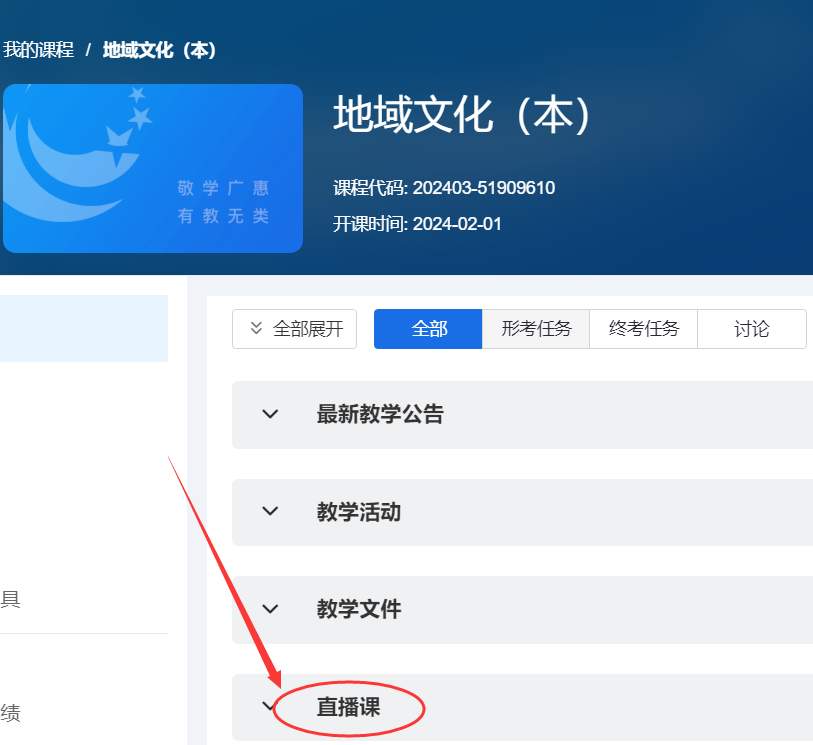 我的课程 / 地域文化（本）
敬学广惠
有教无类
地域文化（本）
课程代码: 202403-51909610
开课时间: 2024-02-01
全部展开 全部 形考任务 终考任务 讨论
最新教学公告
教学活动
教学文件
具
直播课
绩